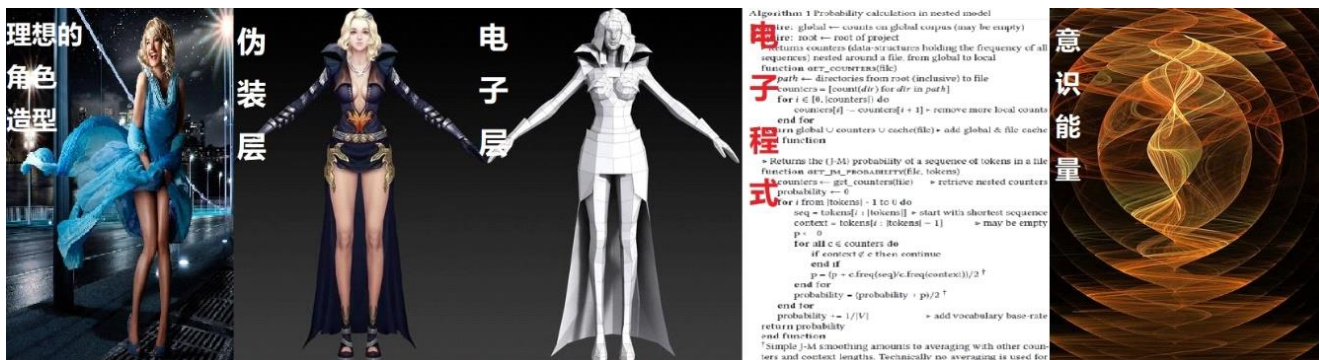 理想的
角色
造型
伪装层
电子层
电子程式
意识能量
Algorithm 1 Probability calculation in nested model
ire: global ← counts on global corpus (may be empty)
ire: root ← root of project
Returns counters (data-structures holding the frequency of all
sequences) nested around a file, from global to local
function GET_COUNTERS(file)
path ← directories from root (inclusive) to file
counters = [count(dir) for dir in path]
for i ∈ [0, |counters|) do
counters[i] − counters[i + 1] ▹ remove more local counts
end for
urn global ∪ counters ∪ cache(file) ▹ add global & file cache
function
▹ Returns the (J-M) probability of a sequence of tokens in a file
function GET_JM_PROBABILITY(file, tokens)
counters ← get_counters(file) ▹ retrieve nested counters
probability ← 0
for i from |tokens| - 1 to 0 do
seq = tokens[i : |tokens|] ▹ start with shortest sequence
context = tokens[i : |tokens| − 1] ▹ may be empty
p ← 0
for all c ∈ counters do
if context ∉ c then continue
end if
p = (p + c.freq(seq)/c.freq(context))/2 †
end for
probability = (probability + p)/2 †
end for
probability += 1/|V| ▹ add vocabulary base-rate
return probability
end function
†Simple J-M smoothing amounts to averaging with other coun-
ters and context lengths. Technically no averaging is used for